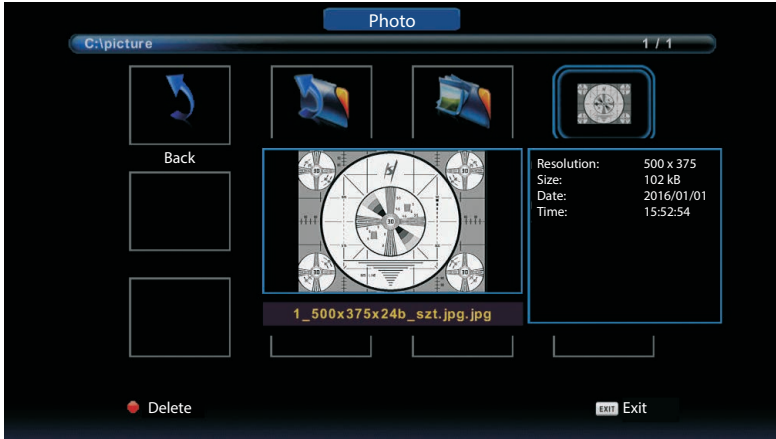 Photo
C:\picture
1 / 1
Back
Resolution: 500 x 375
Size: 102 kB
Date: 2016/01/01
Time: 15:52:54
1_500x375x24b_szt.jpg.jpg
Delete
EXIT Exit